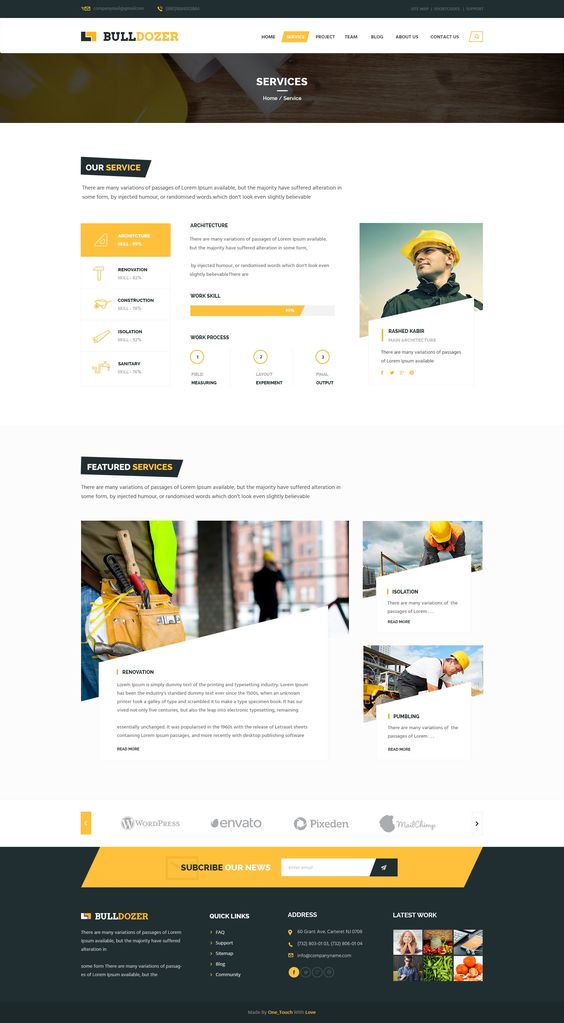 companymail@gmail.com
SITE MAP | SHORTCODES | SUPPORT
BULLDOZER
HOME SERVICE PROJECT TEAM BLOG ABOUT US CONTACT US
SERVICES
Home / Service
OUR SERVICE
There are many variations of passages of Lorem Ipsum available, but the majority have suffered alteration in
some form, by injected humour, or randomised words which don't look even slightly believable
ARCHITCTURE
SKILL - 89%
RENOVATION
SKILL - 82%
CONSTRUCTION
SKILL - 78%
ISOLATION
SKILL - 92%
SANITARY
SKILL - 76%
ARCHITECTURE
There are many variations of passages of Lorem Ipsum available,
but the majority have suffered alteration in some form,
by injected humour, or randomised words which don't look even
slightly believableThere are
WORK SKILL
WORK PROCESS
1
FIELD
MEASURING
2
LAYOUT
EXPERIMENT
3
FINAL
OUTPUT
RASHED KABIR
MAIN ARCHITECTURE
There are many variations of passages
of Lorem Ipsum available
FEATURED SERVICES
There are many variations of passages of Lorem Ipsum available, but the majority have suffered alteration in
some form, by injected humour, or randomised words which don't look even slightly believable
RENOVATION
Lorem Ipsum is simply dummy text of the printing and typesetting industry. Lorem Ipsum
has been the industry's standard dummy text ever since the 1500s, when an unknown
printer took a galley of type and scrambled it to make a type specimen book. It has sur
vived not only five centuries, but also the leap into electronic typesetting, remaining
essentially unchanged. It was popularised in the 1960s with the release of Letraset sheets
containing Lorem Ipsum passages, and more recently with desktop publishing software
READ MORE
ISOLATION
There are many variations of the
passages of Lorem . . .
READ MORE
PUMBLING
There are many variations of the
passages of Lorem . . .
READ MORE
WORDPRESS
envato
Pixeden
MailChimp
SUBCRIBE OUR NEWS
Enter email
BULLDOZER
There are many variations of passages of Lorem
Ipsum available, but the majority have suffered
alteration in
some form There are many variations of passag-
es of Lorem Ipsum available, but the
QUICK LINKS
FAQ
Support
Sitemap
Blog
Community
ADDRESS
60 Grant Ave, Carteret NJ 0708
(732) 803-01 03, (732) 806-01 04
info@companyname.com
LATEST WORK
Made By One_Touch With Love